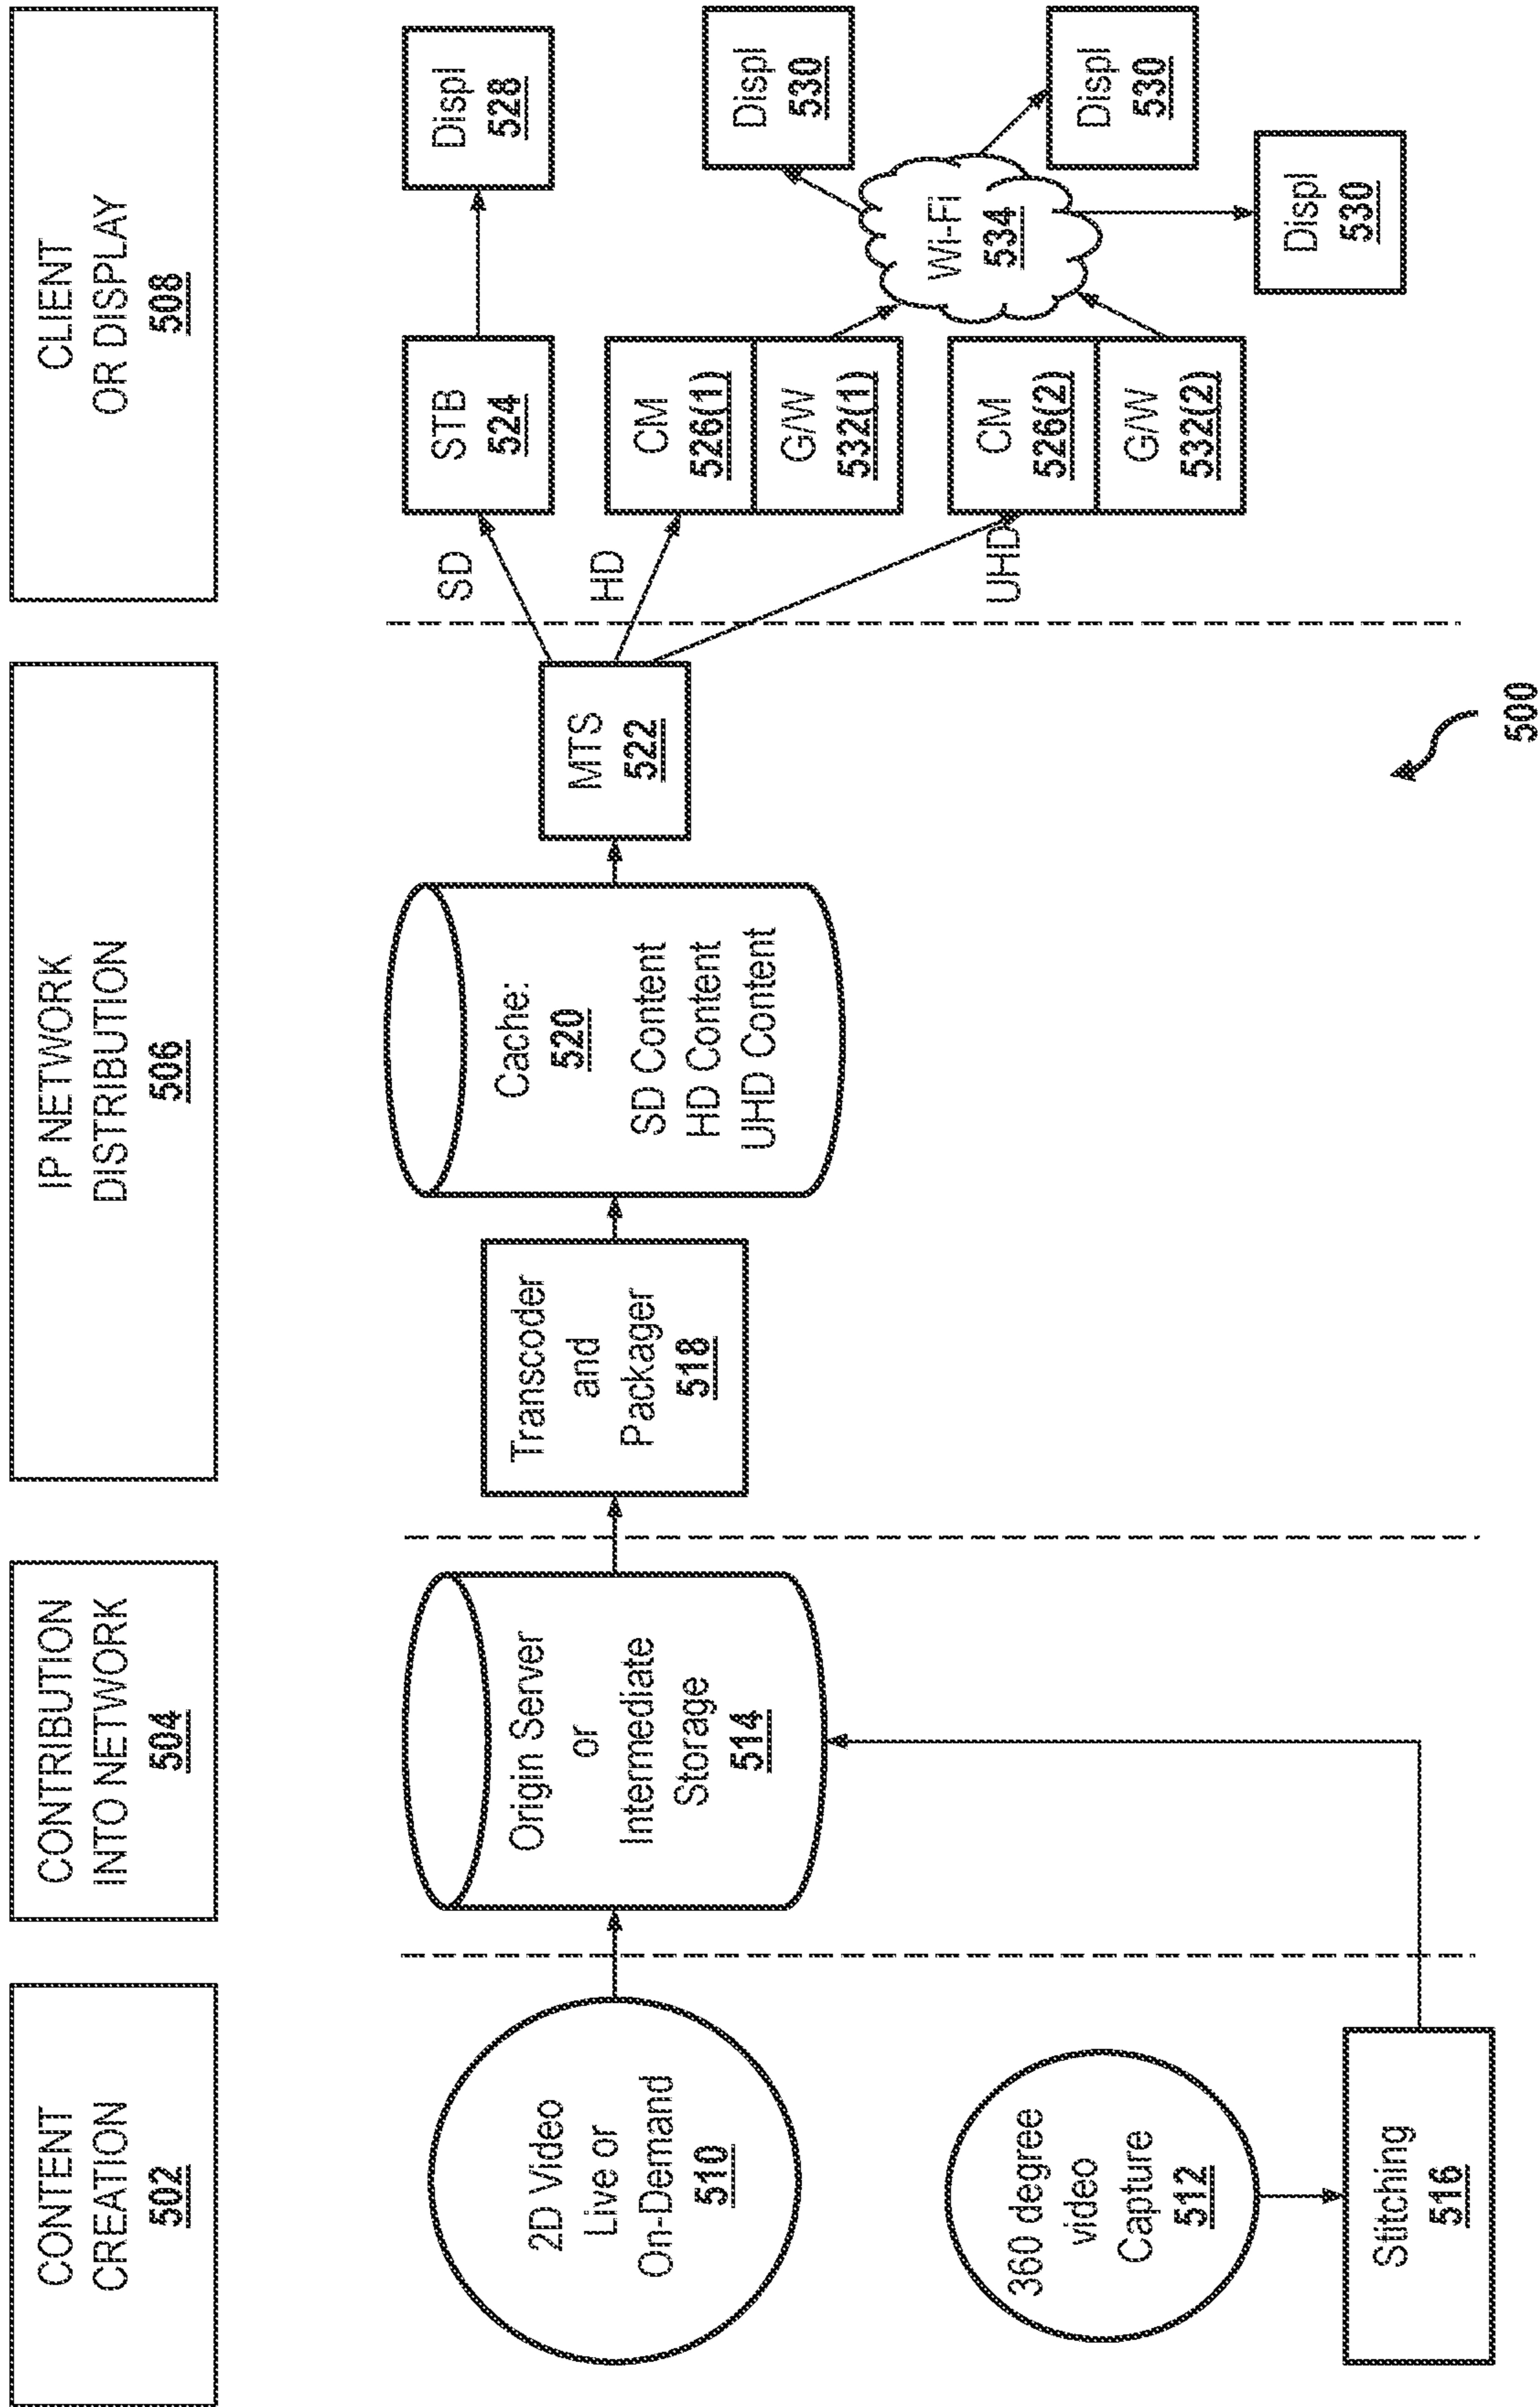 CONTENT
CREATION
502
CONTRIBUTION
INTO NETWORK
504
IP NETWORK
DISTRIBUTION
506
CLIENT
OR DISPLAY
508
2D Video
Live or
On-Demand
510
360 degree
video
Capture
512
Stitching
516
Origin Server
or
Intermediate
Storage
514
Transcoder
and
Packager
518
Cache:
520
SD Content
HD Content
UHD Content
MTS
522
SD
HD
UHD
STB
524
CM
526(1)
G/W
532(1)
CM
526(2)
G/W
532(2)
Wi-Fi
534
Displ
528
Displ
530
Displ
530
Displ
530
500